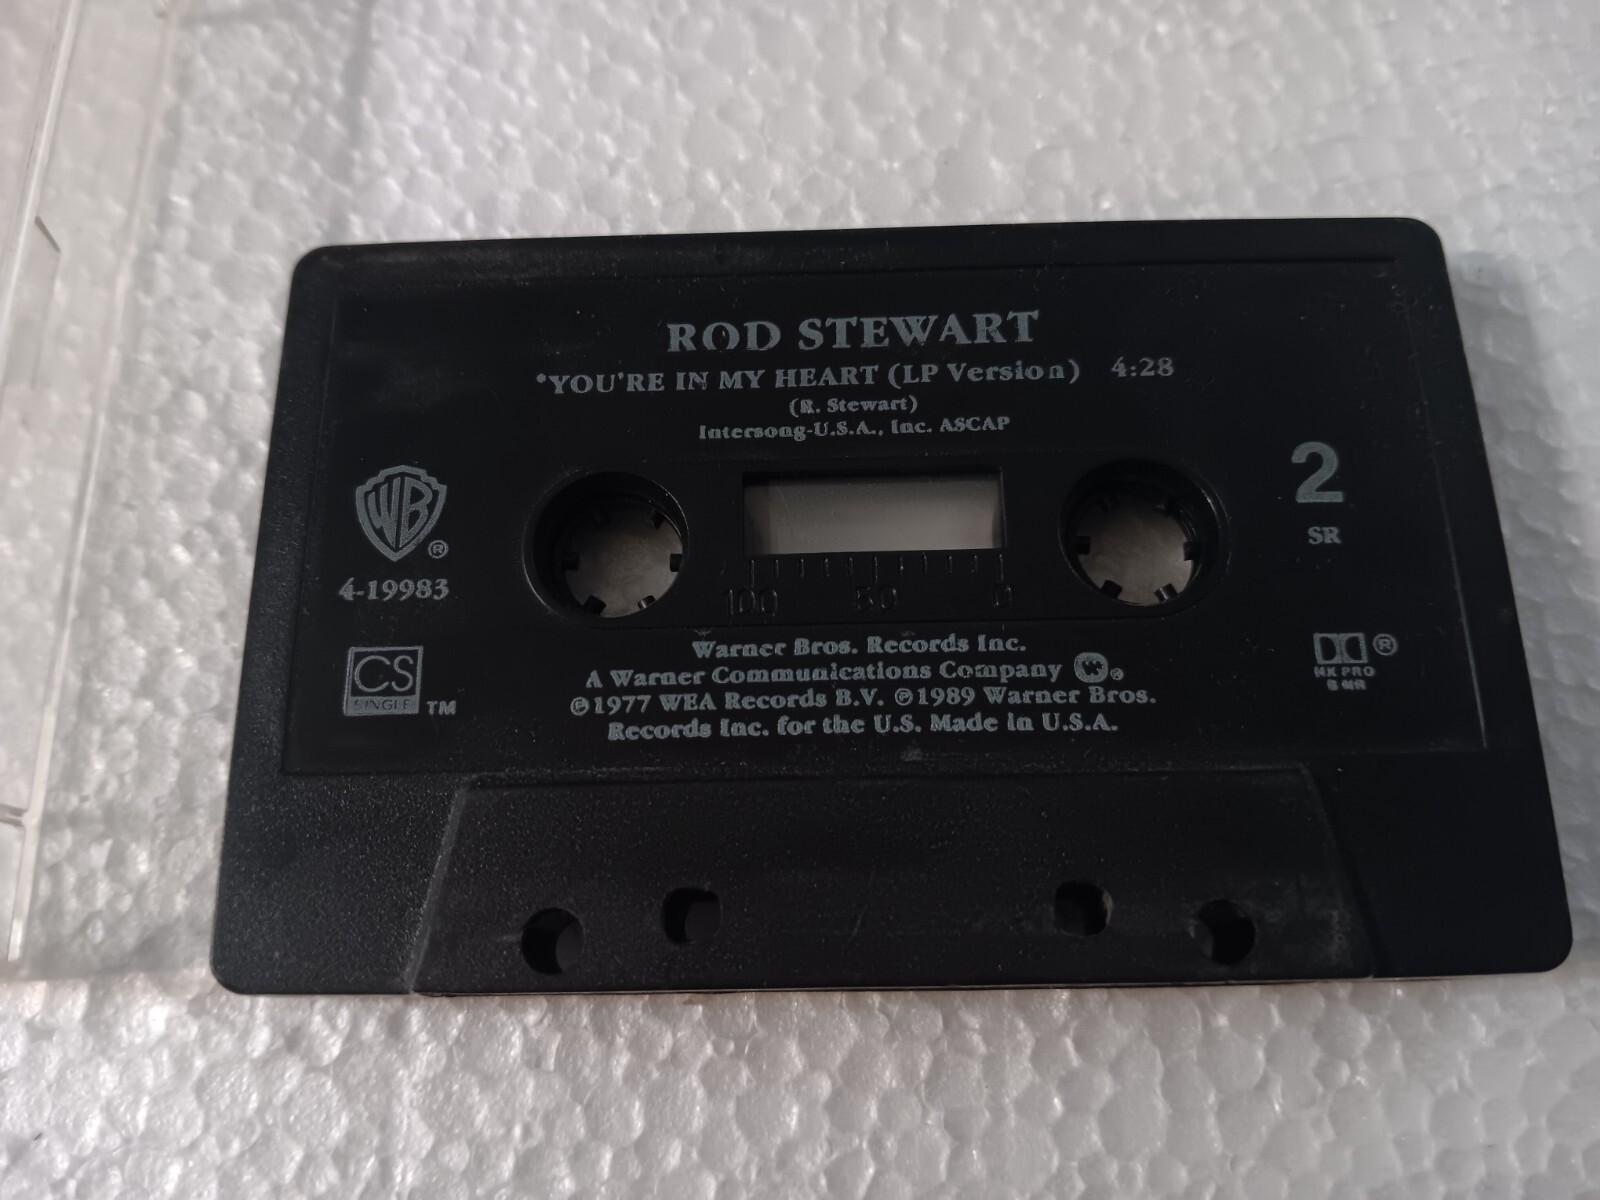 ROD STEWART
*YOU'RE IN MY HEART (LP Version) 4:28
(R. Stewart)
Intersong-U.S.A., Inc. ASCAP
WB ®
4-19983
2
SR
100 50 0
CS
SINGLE TM
Warner Bros. Records Inc.
A Warner Communications Company ®
℗1977 WEA Records B.V. ℗1989 Warner Bros.
Records Inc. for the U.S. Made in U.S.A.
®
HX PRO
B NR